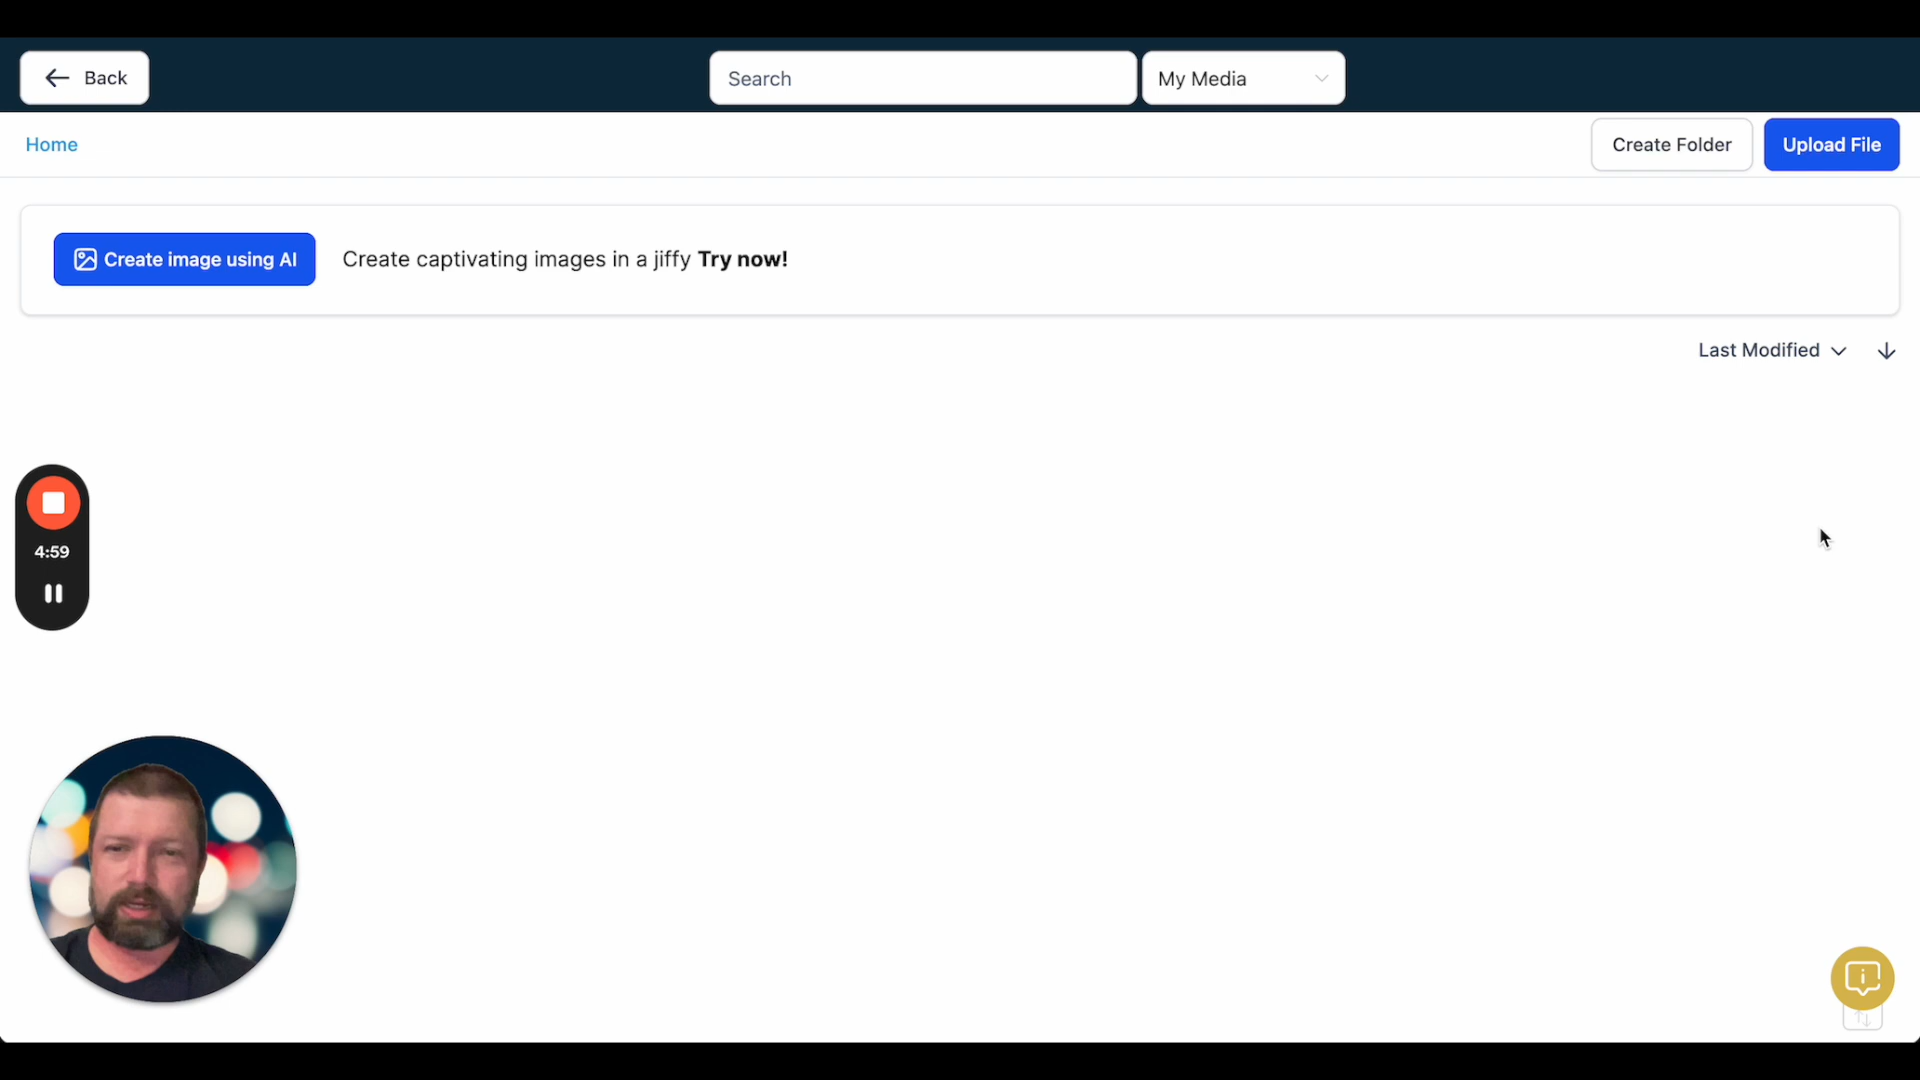 Back
Search
My Media
Home
Create Folder
Upload File
Create image using AI
Create captivating images in a jiffy Try now!
Last Modified
4:59